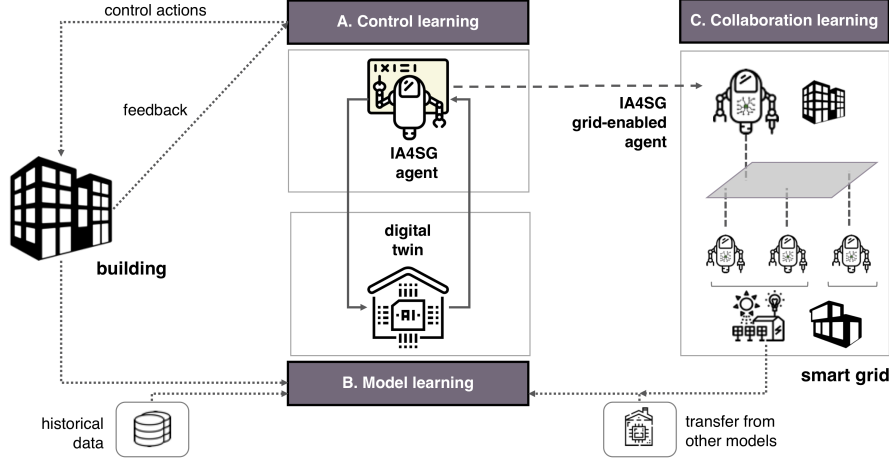 control actions
A. Control learning
C. Collaboration learning
feedback
IA4SG
agent
IA4SG
grid-enabled
agent
digital
twin
building
AI
smart grid
B. Model learning
historical
data
transfer from
other models